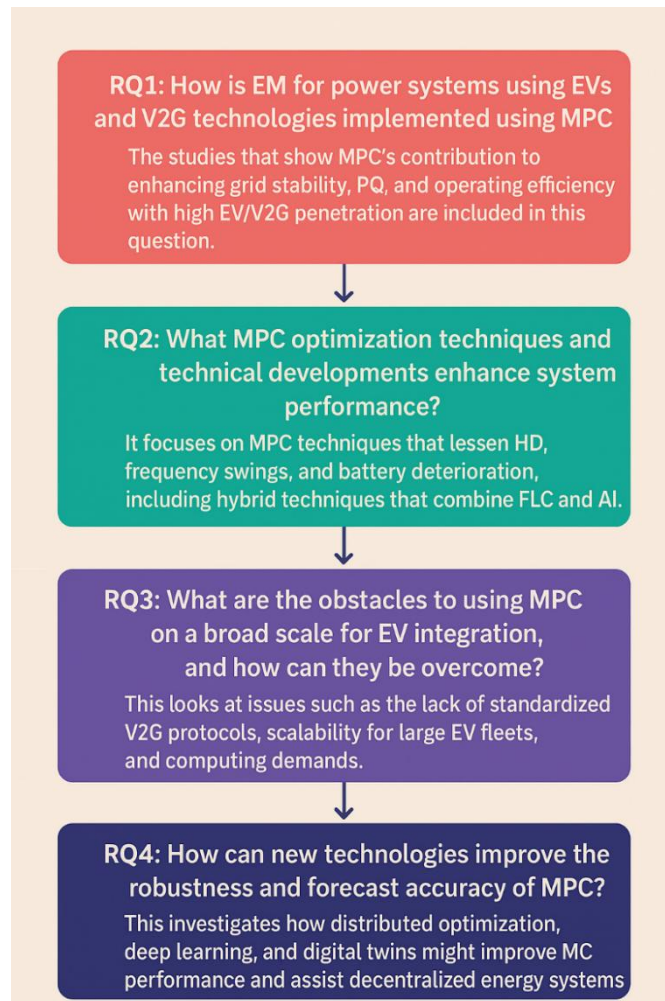 RQ1: How is EM for power systems using EVs
and V2G technologies implemented using MPC
The studies that show MPC's contribution to
enhancing grid stability, PQ, and operating efficiency
with high EV/V2G penetration are included in this
question.
RQ2: What MPC optimization techniques and
technical developments enhance system
performance?
It focuses on MPC techniques that lessen HD,
frequency swings, and battery deterioration,
including hybrid techniques that combine FLC and AI.
RQ3: What are the obstacles to using MPC
on a broad scale for EV integration,
and how can they be overcome?
This looks at issues such as the lack of standardized
V2G protocols, scalability for large EV fleets,
and computing demands.
RQ4: How can new technologies improve the
robustness and forecast accuracy of MPC?
This investigates how distributed optimization,
deep learning, and digital twins might improve MC
performance and assist decentralized energy systems